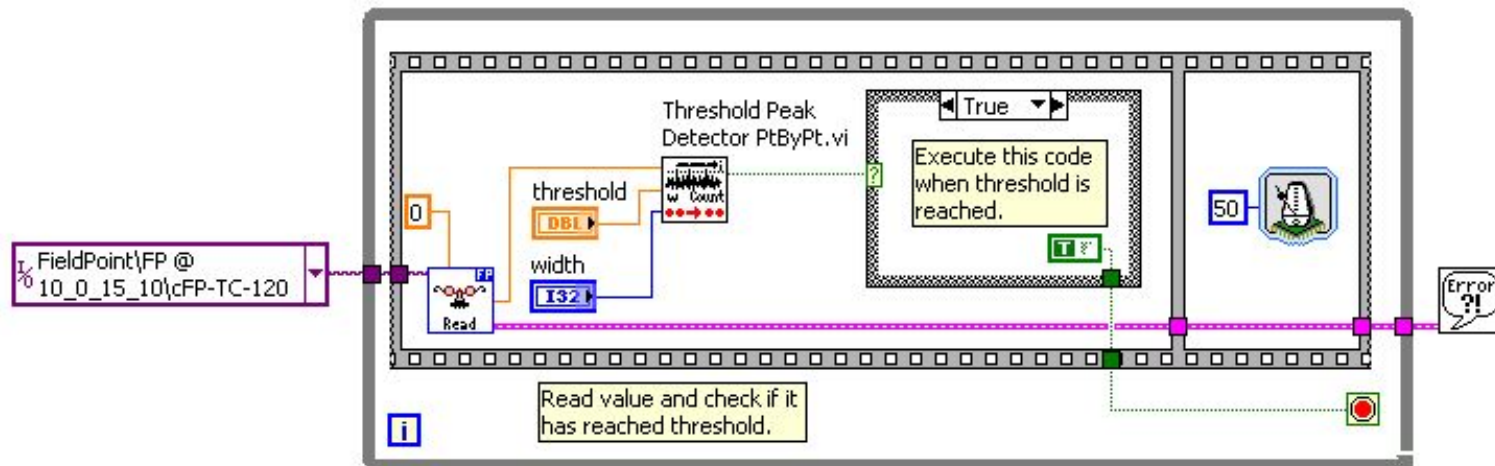 FieldPoint\FP @
10_0_15_10\cFP-TC-120
I/O
0
FP
Read
threshold
DBL
width
I32
Threshold Peak
Detector PtByPt.vi
w Count
?
True
Execute this code
when threshold is
reached.
T
50
Error
?!
Read value and check if it
has reached threshold.
i